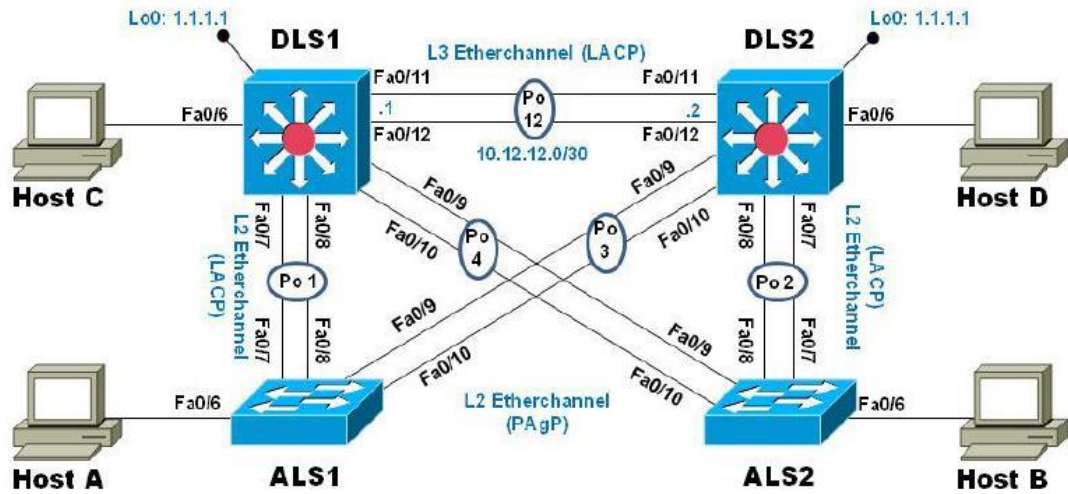 Lo0: 1.1.1.1
Lo0: 1.1.1.1
DLS1
DLS2
L3 Etherchannel (LACP)
Fa0/11
Fa0/11
Fa0/6
.1
Po
12
.2
Fa0/6
Fa0/12
Fa0/12
10.12.12.0/30
Host C
Host D
Fa0/9
Fa0/9
Fa0/10
Fa0/10
Po
4
Po
3
Fa0/7
Fa0/8
Fa0/8
Fa0/7
L2 Etherchannel
(LACP)
(LACP)
L2 Etherchannel
Po 1
Po 2
Fa0/7
Fa0/8
Fa0/9
Fa0/10
Fa0/9
Fa0/10
Fa0/8
Fa0/7
L2 Etherchannel
(PAgP)
Fa0/6
Fa0/6
Host A
ALS1
ALS2
Host B